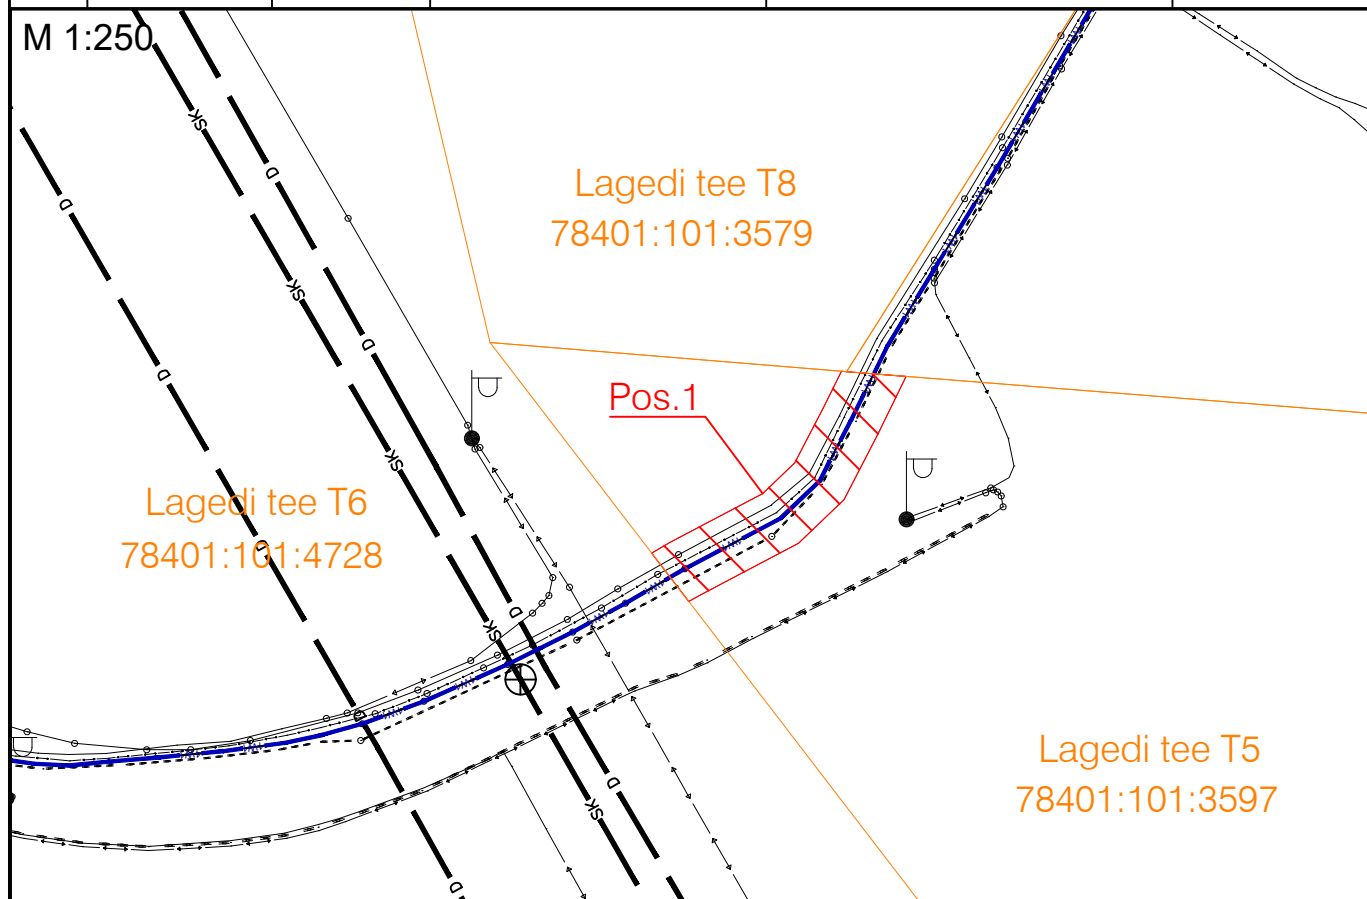 M 1:250
SK
D
D
Lagedi tee T8
78401:101:3579
SK
D
D
Pos.1
SK
Lagedi tee T6
78401:101:4728
D
D
SK
D
Lagedi tee T5
78401:101:3597
D
SK
D